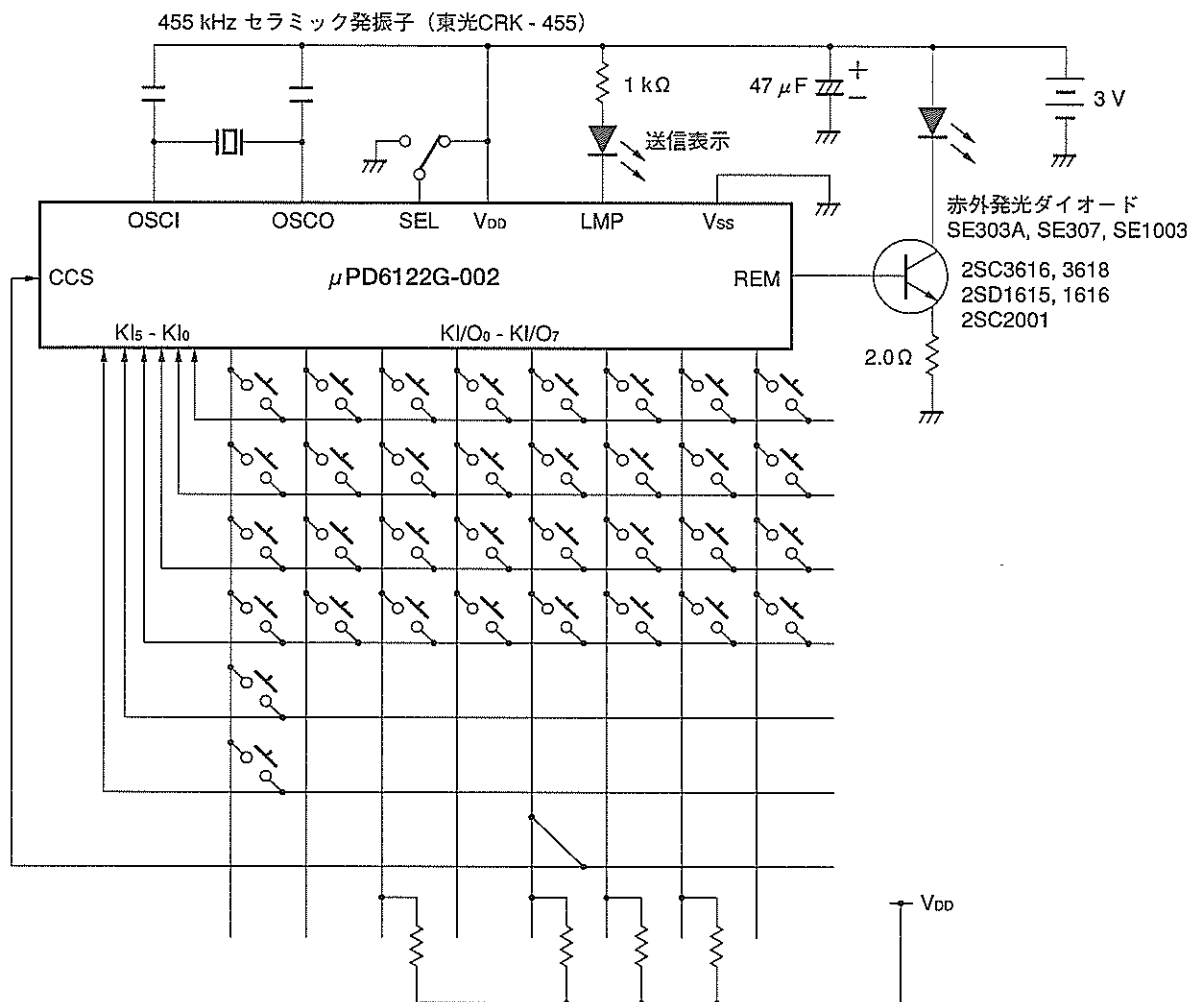 455 kHz セラミック発振子（東光CRK - 455）
1 kΩ
47 μF
+
−
3 V
送信表示
OSCI
OSCO
SEL
VDD
LMP
VSS
赤外発光ダイオード
SE303A, SE307, SE1003
CCS
μPD6122G-002
REM
2SC3616, 3618
2SD1615, 1616
2SC2001
KI5 - KI0
KI/O0 - KI/O7
2.0Ω
VDD